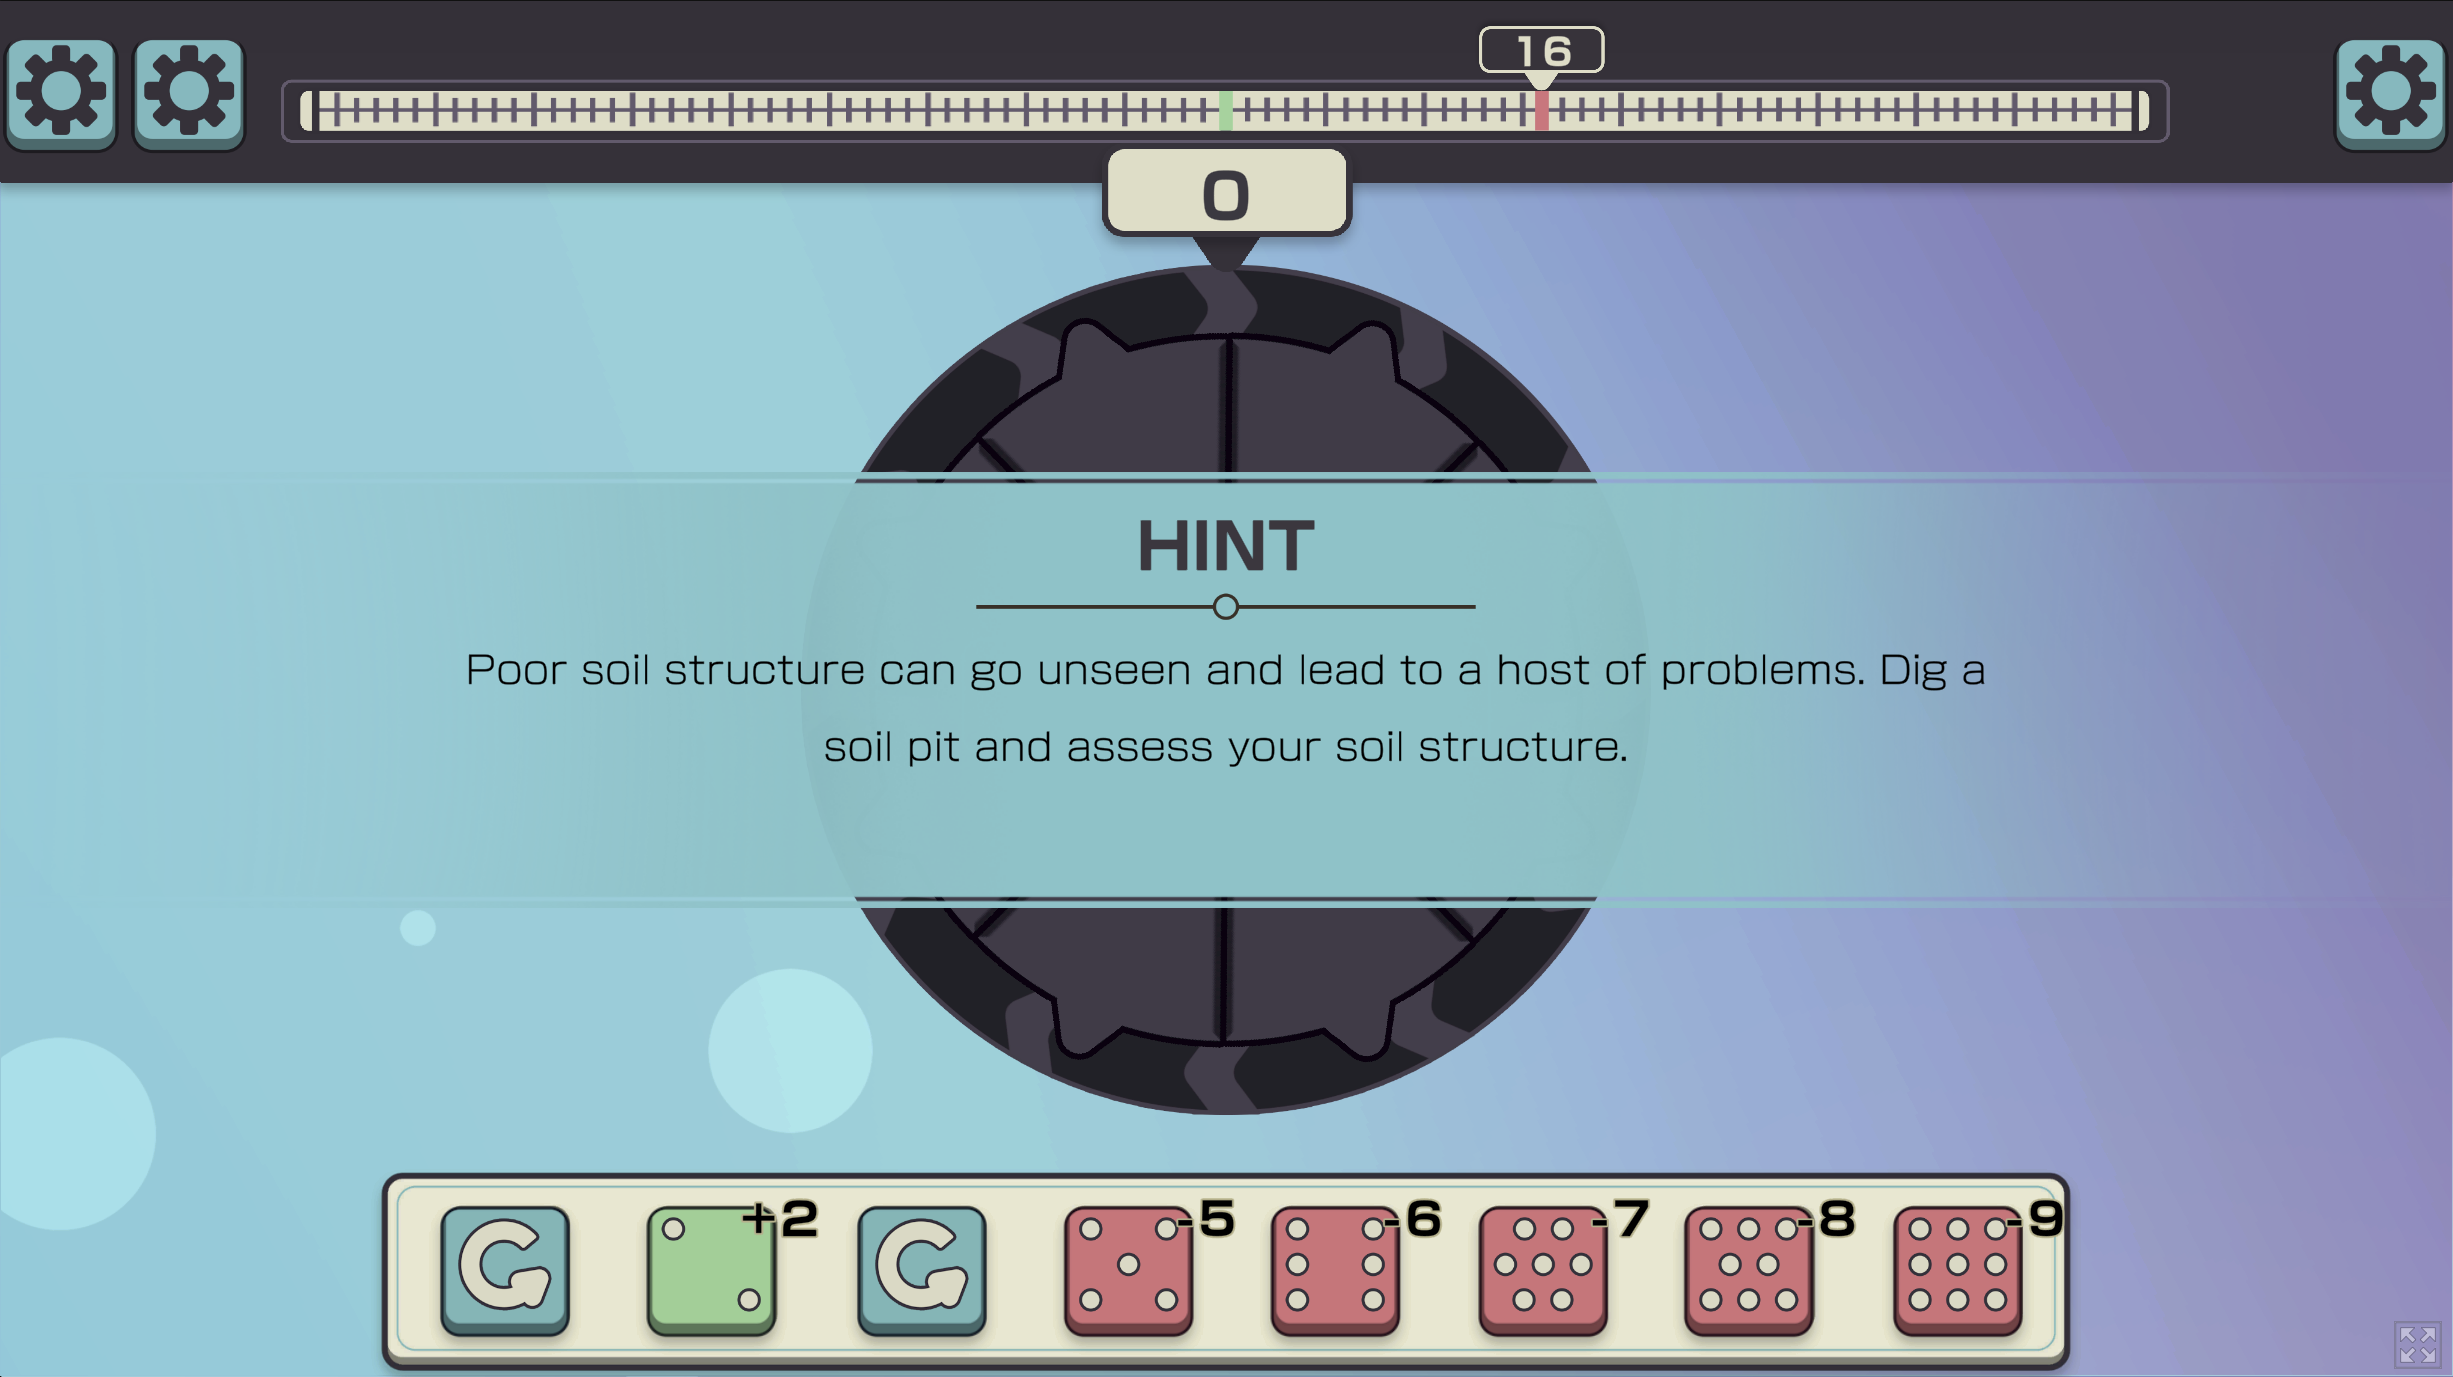 16
0
HINT
Poor soil structure can go unseen and lead to a host of problems. Dig a
soil pit and assess your soil structure.
+2 -5 -6 -7 -8 -9